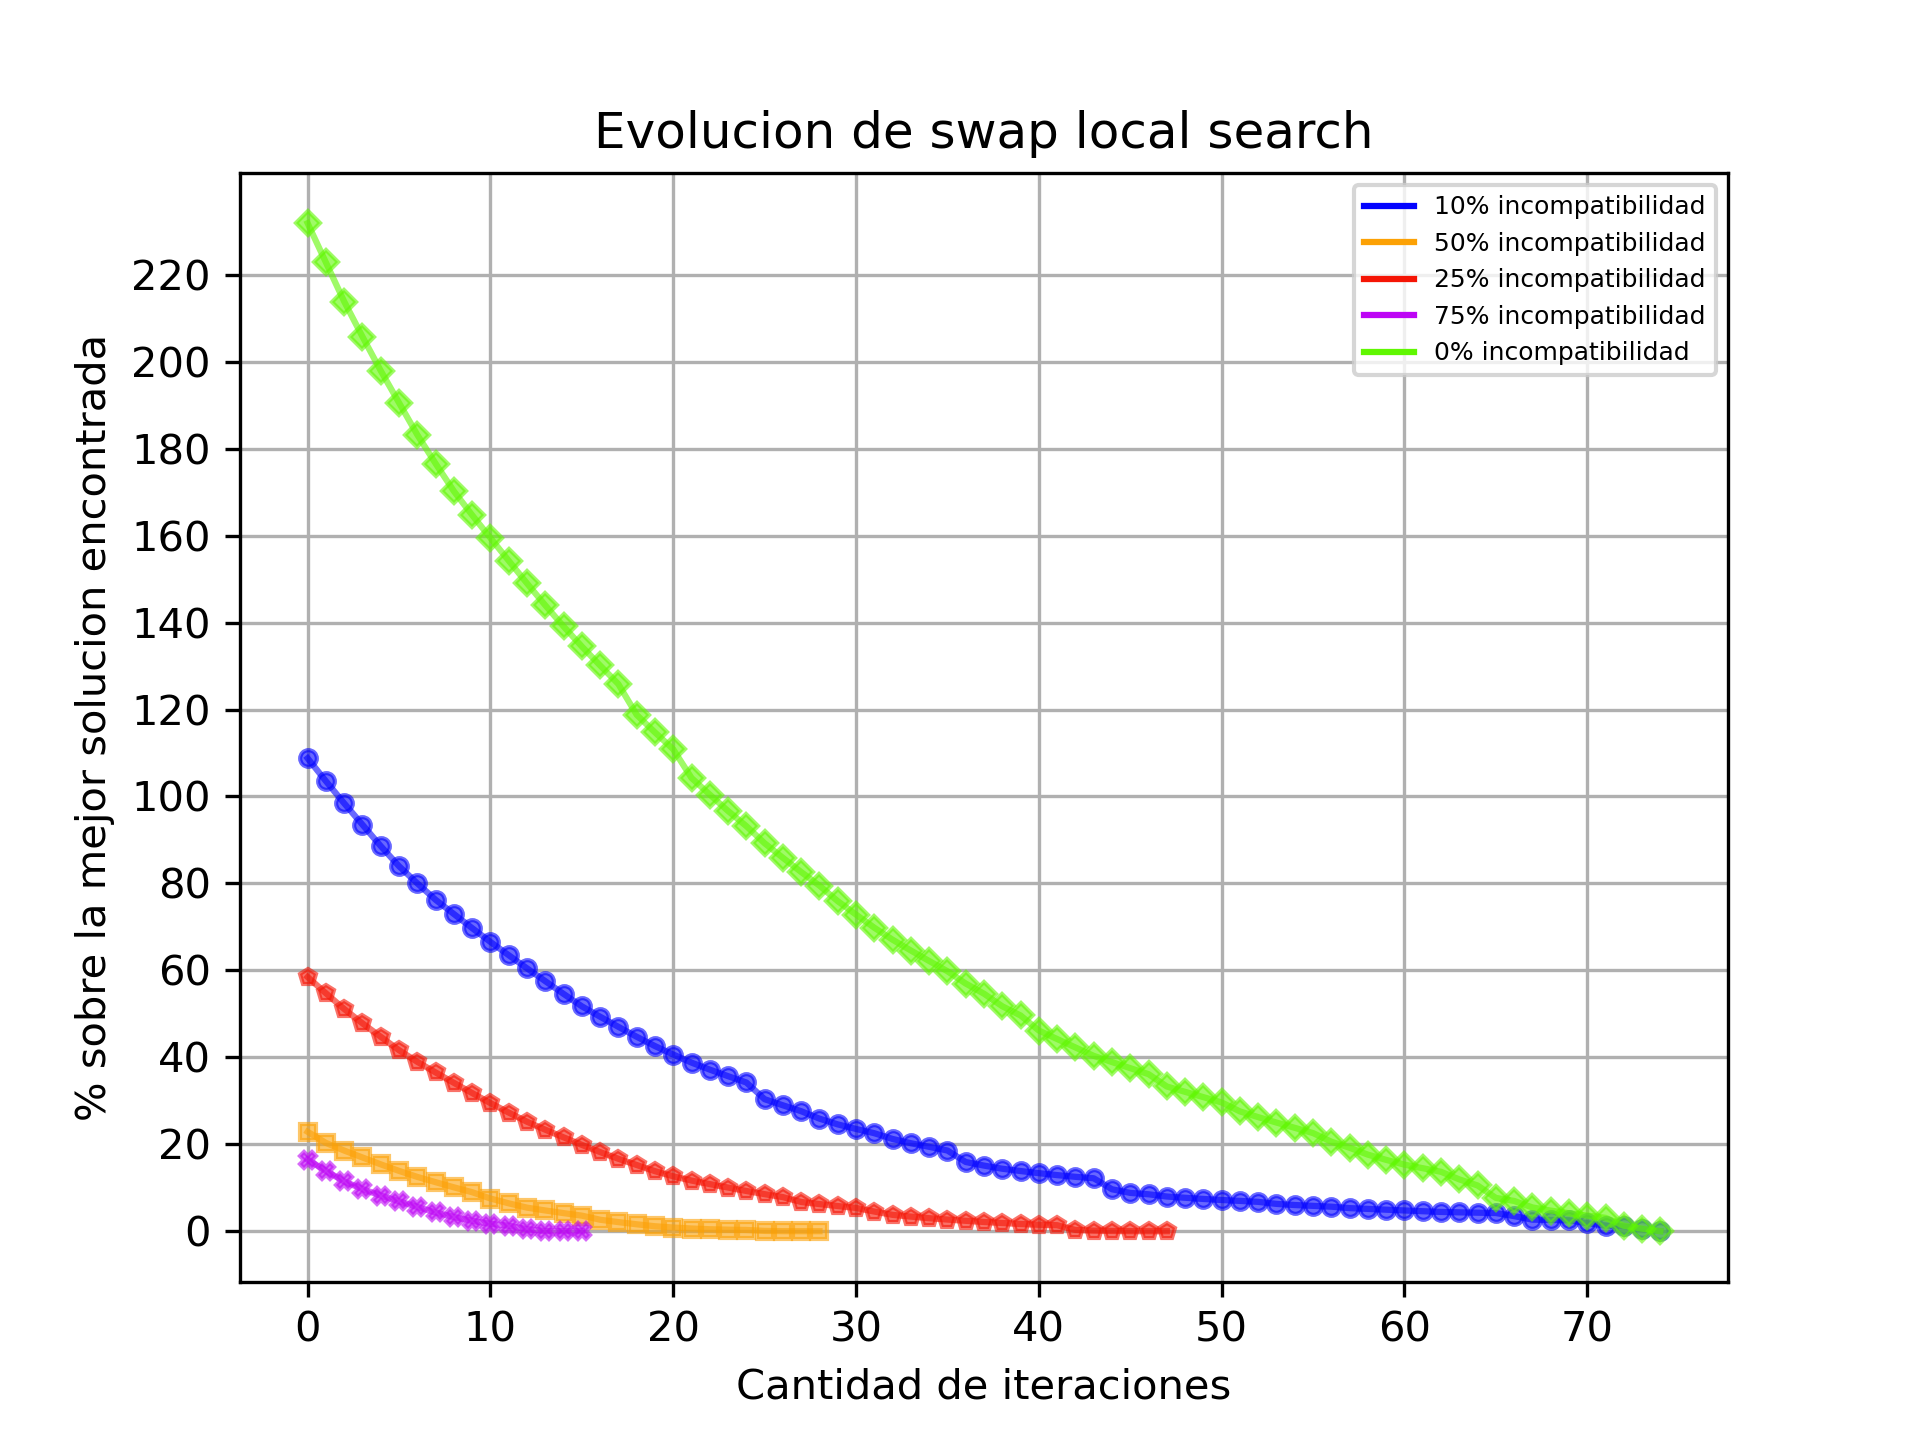 Evolucion de swap local search
10% incompatibilidad
50% incompatibilidad
25% incompatibilidad
75% incompatibilidad
0% incompatibilidad
% sobre la mejor solucion encontrada
220
200
180
160
140
120
100
80
60
40
20
0
0 10 20 30 40 50 60 70
Cantidad de iteraciones